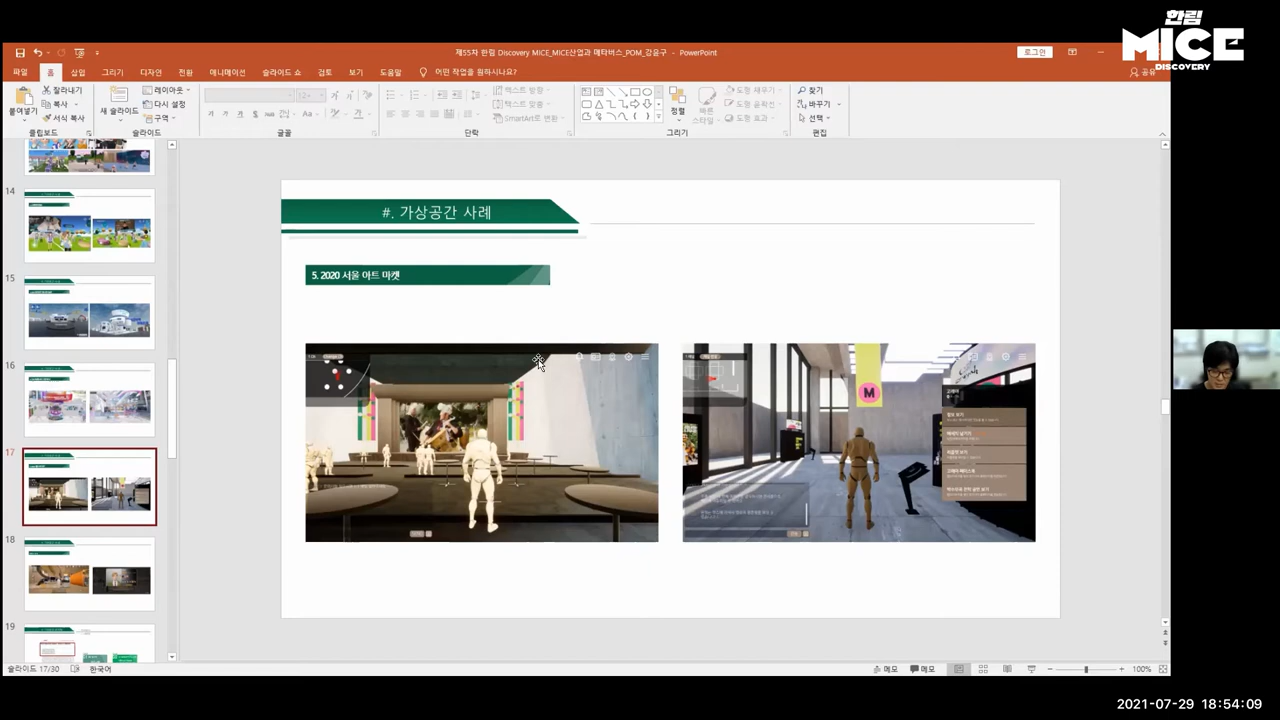 한림
MICE
DISCOVERY
제55차 한림 Discovery MICE_MICE산업과 메타버스_POM_강윤구 - PowerPoint
로그인
파일 홈 삽입 그리기 디자인 전환 애니메이션 슬라이드 쇼 검토 보기 도움말 어떤 작업을 원하시나요?
공유
붙여넣기
잘라내기
복사
서식 복사
클립보드
새 슬라이드
레이아웃
다시 설정
구역
슬라이드
글꼴
텍스트 방향
텍스트 맞춤
SmartArt로 변환
단락
정렬
빠른 스타일
도형 채우기
도형 윤곽선
도형 효과
그리기
찾기
바꾸기
선택
편집
14
15
16
17
18
19
#. 가상공간 사례
5. 2020 서울 아트 마켓
M
슬라이드 17/30
한국어
메모
메모
100%
2021-07-29 18:54:09